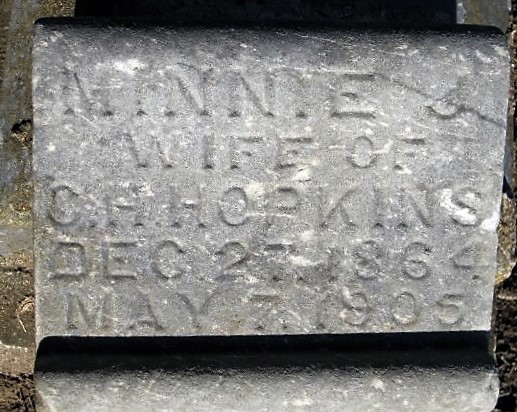 MINNIE J.
WIFE OF
C.H. HOPKINS
DEC. 27, 1864
MAY 7, 1905